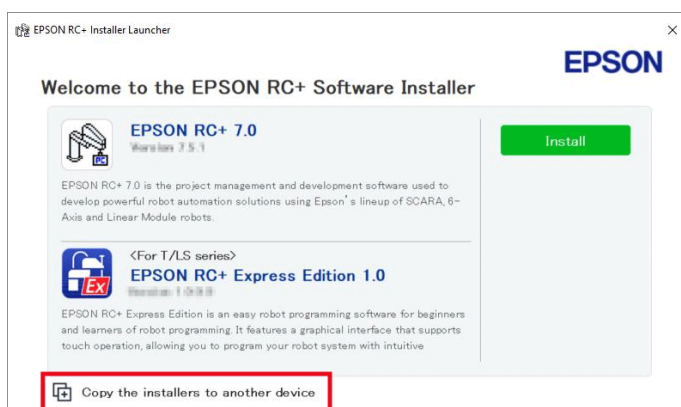 EPSON RC+ Installer Launcher
EPSON
Welcome to the EPSON RC+ Software Installer
EPSON RC+ 7.0
Version 7.5.1
Install
EPSON RC+ 7.0 is the project management and development software used to
develop powerful robot automation solutions using Epson's lineup of SCARA, 6-
Axis and Linear Module robots.
<For T/LS series>
EPSON RC+ Express Edition 1.0
Ex
EPSON RC+ Express Edition is an easy robot programming software for beginners
and learners of robot programming. It features a graphical interface that supports
touch operation, allowing you to program your robot system with intuitive
Copy the installers to another device